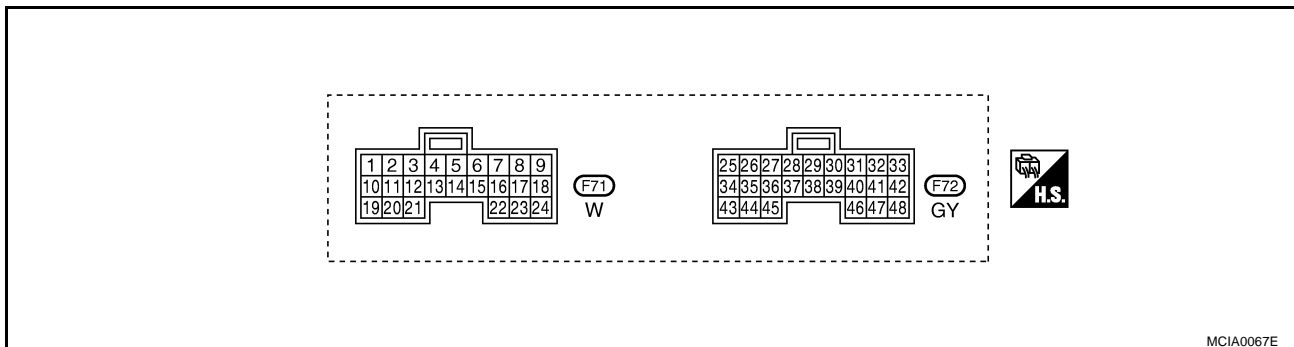 1 2 3 4 5 6 7 8 9
10 11 12 13 14 15 16 17 18
19 20 21 22 23 24
F71
W
25 26 27 28 29 30 31 32 33
34 35 36 37 38 39 40 41 42
43 44 45 46 47 48
F72
GY
H.S.
MCIA0067E